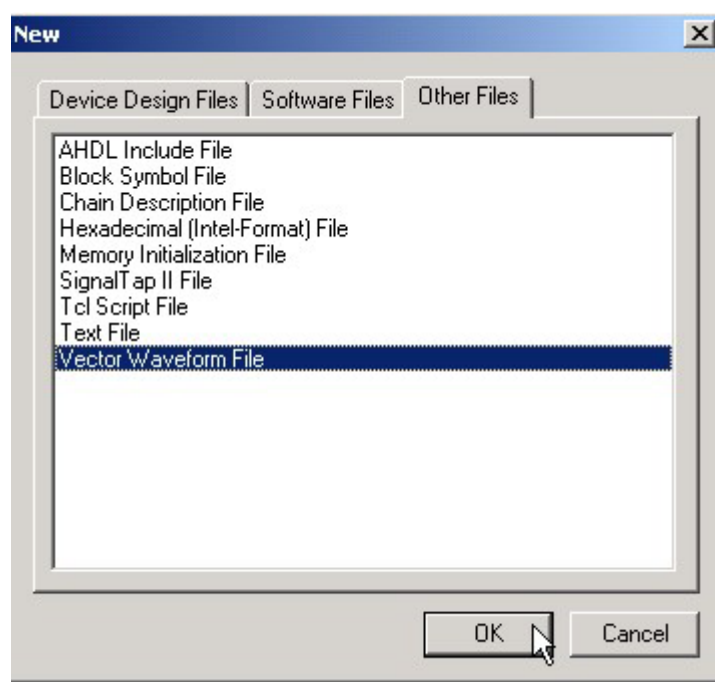 New
Device Design Files Software Files Other Files
AHDL Include File
Block Symbol File
Chain Description File
Hexadecimal (Intel-Format) File
Memory Initialization File
SignalTap II File
Tcl Script File
Text File
Vector Waveform File
OK Cancel